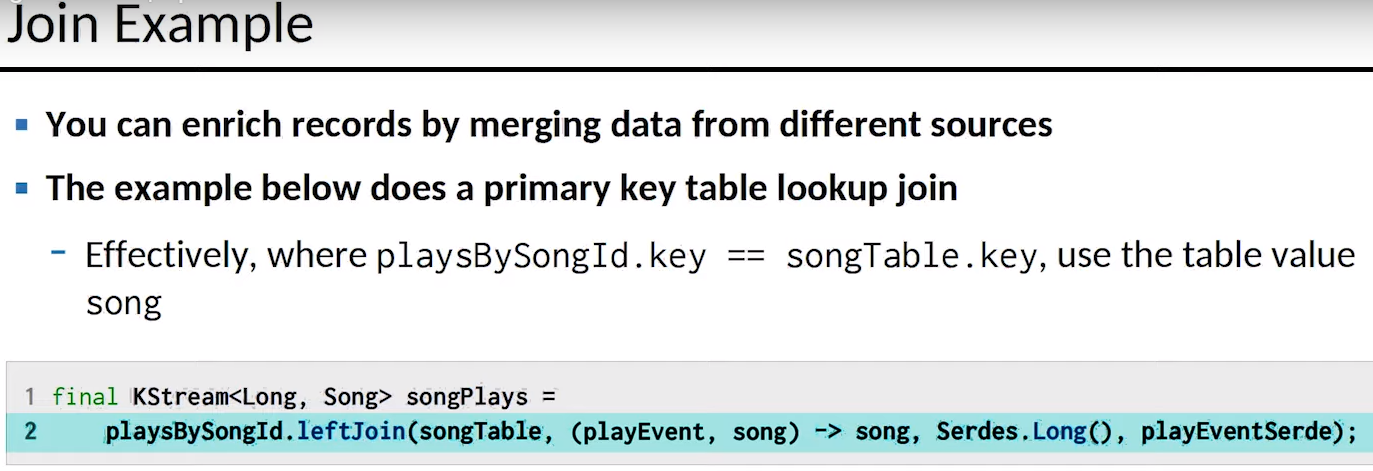 Join Example
▪ You can enrich records by merging data from different sources
▪ The example below does a primary key table lookup join
– Effectively, where playsBySongId.key == songTable.key, use the table value
song
1 final KStream<Long, Song> songPlays =
2 playsBySongId.leftJoin(songTable, (playEvent, song) -> song, Serdes.Long(), playEventSerde);